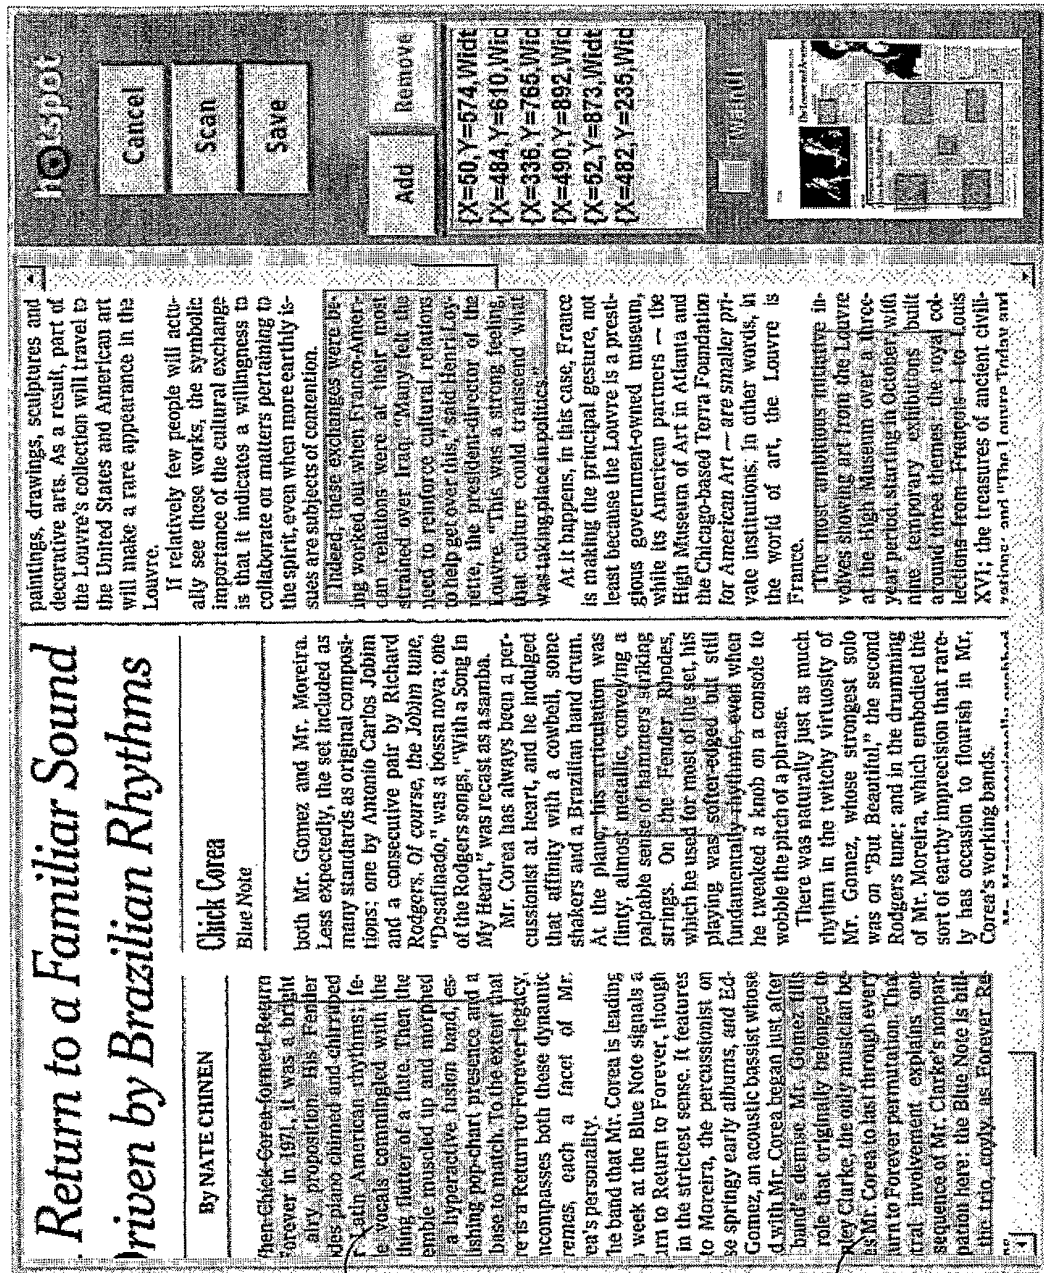 Return to a Familiar Sound
Driven by Brazilian Rhythms
By NATE CHINEN
Chick Corea
Blue Note
When Chick Corea formed Return
Forever in 1971, it was a bright
airy proposition. His Fender
piano chimed and chirped
Latin American rhythms; fe-
vocals commingled with the
thing flutter of a flute. Then the
emble muscled up and morphed
a hyperactive fusion band, es-
lishing pop-chart presence and a
base to match. To the extent that
re is a Return to Forever legacy,
ncompasses both these dynamic
remes, each a facet of Mr.
ea's personality.
he band that Mr. Corea is leading
week at the Blue Note signals a
urn to Return to Forever, though
in the strictest sense. It features
to Moreira, the percussionist on
se springy early albums, and Ed-
Gomez, an acoustic bassist whose
d with Mr. Corea began just after
band's demise. Mr. Gomez fills
role that originally belonged to
nley Clarke, the only musician be-
es Mr. Corea to last through every
urn to Forever permutation. That
tral involvement explains one
sequence of Mr. Clarke's nonpar
pation here: the Blue Note is bill-
the trio, coyly, as Forever Re-
both Mr. Gomez and Mr. Moreira.
Less expectedly, the set included as
many standards as original composi-
tions: one by Antonio Carlos Jobim
and a consecutive pair by Richard
Rodgers. Of course, the Jobim tune,
"Desafinado," was a bossa nova; one
of the Rodgers songs, "With a Song In
My Heart," was recast as a samba.
Mr. Corea has always been a per-
cussionist at heart, and he indulged
that affinity with a cowbell, some
shakers and a Brazilian hand drum.
At the piano, his articulation was
flinty, almost metallic, conveying a
palpable sense of hammers striking
strings. On the Fender Rhodes,
which he used for most of the set, his
playing was softer-edged but still
fundamentally rhythmic, even when
he tweaked a knob on a console to
wobble the pitch of a phrase.
There was naturally just as much
rhythm in the twitchy virtuosity of
Mr. Gomez, whose strongest solo
was on "But Beautiful," the second
Rodgers tune; and in the drumming
of Mr. Moreira, which embodied the
sort of earthy imprecision that rare-
ly has occasion to flourish in Mr.
Corea's working bands.
paintings, drawings, sculptures and
decorative arts. As a result, part of
the Louvre's collection will travel to
the United States and American art
will make a rare appearance in the
Louvre.
If relatively few people will actu-
ally see these works, the symbolic
importance of the cultural exchange
is that it indicates a willingness to
collaborate on matters pertaining to
the spirit, even when more earthly is-
sues are subjects of contention.
Indeed, these exchanges were be-
ing worked out when Franco-Ameri-
can relations were at their most
strained over Iraq. "Many felt the
need to reinforce cultural relations
to help get over this," said Henri Loy-
rette, the president-director of the
Louvre. "This was a strong feeling,
that culture could transcend what
was taking place in politics."
At it happens, in this case, France
is making the principal gesture, not
least because the Louvre is a presti-
gious government-owned museum,
while its American partners — the
High Museum of Art in Atlanta and
the Chicago-based Terra Foundation
for American Art — are smaller pri-
vate institutions. In other words, in
the world of art, the Louvre is
France.
The most ambitious initiative in-
volves showing art from the Louvre
at the High Museum over a three-
year period, starting in October, with
nine temporary exhibitions built
around three themes: the royal col-
lections from François I to Louis
XVI; the treasures of ancient civili-
zations; and "The Louvre Today and
hotspot
Cancel
Scan
Save
Add Remove
{X=50,Y=574,Widt
{X=484,Y=610,Wid
{X=336,Y=765,Wid
{X=490,Y=892,Wid
{X=52,Y=873,Widt
{X=482,Y=235,Wid